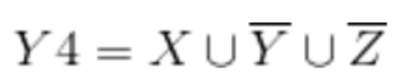 Y4 = X ∪ Y̅ ∪ Z̅